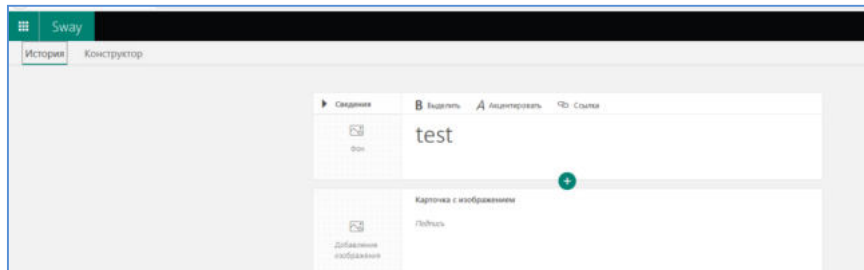 Sway
История Конструктор
Сведения B Выделить A Акцентировать Ссылка
Фон
test
Карточка с изображением
Подпись
Добавление
изображения